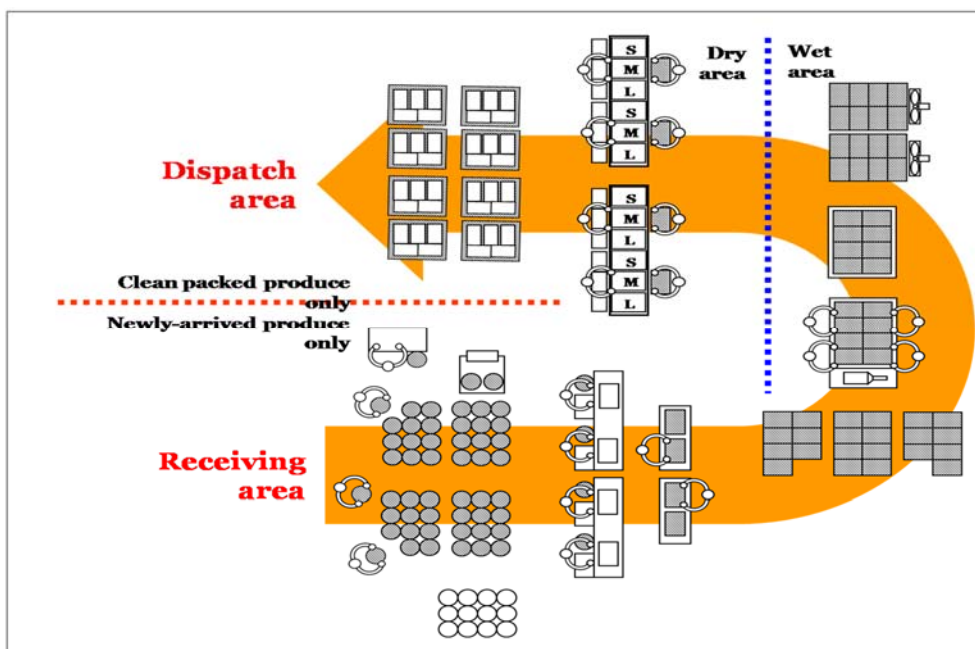 Dry
area
Wet
area
S
M
L
S
M
L
Dispatch
area
S
M
L
S
M
L
Clean packed produce
only
Newly-arrived produce
only
Receiving
area